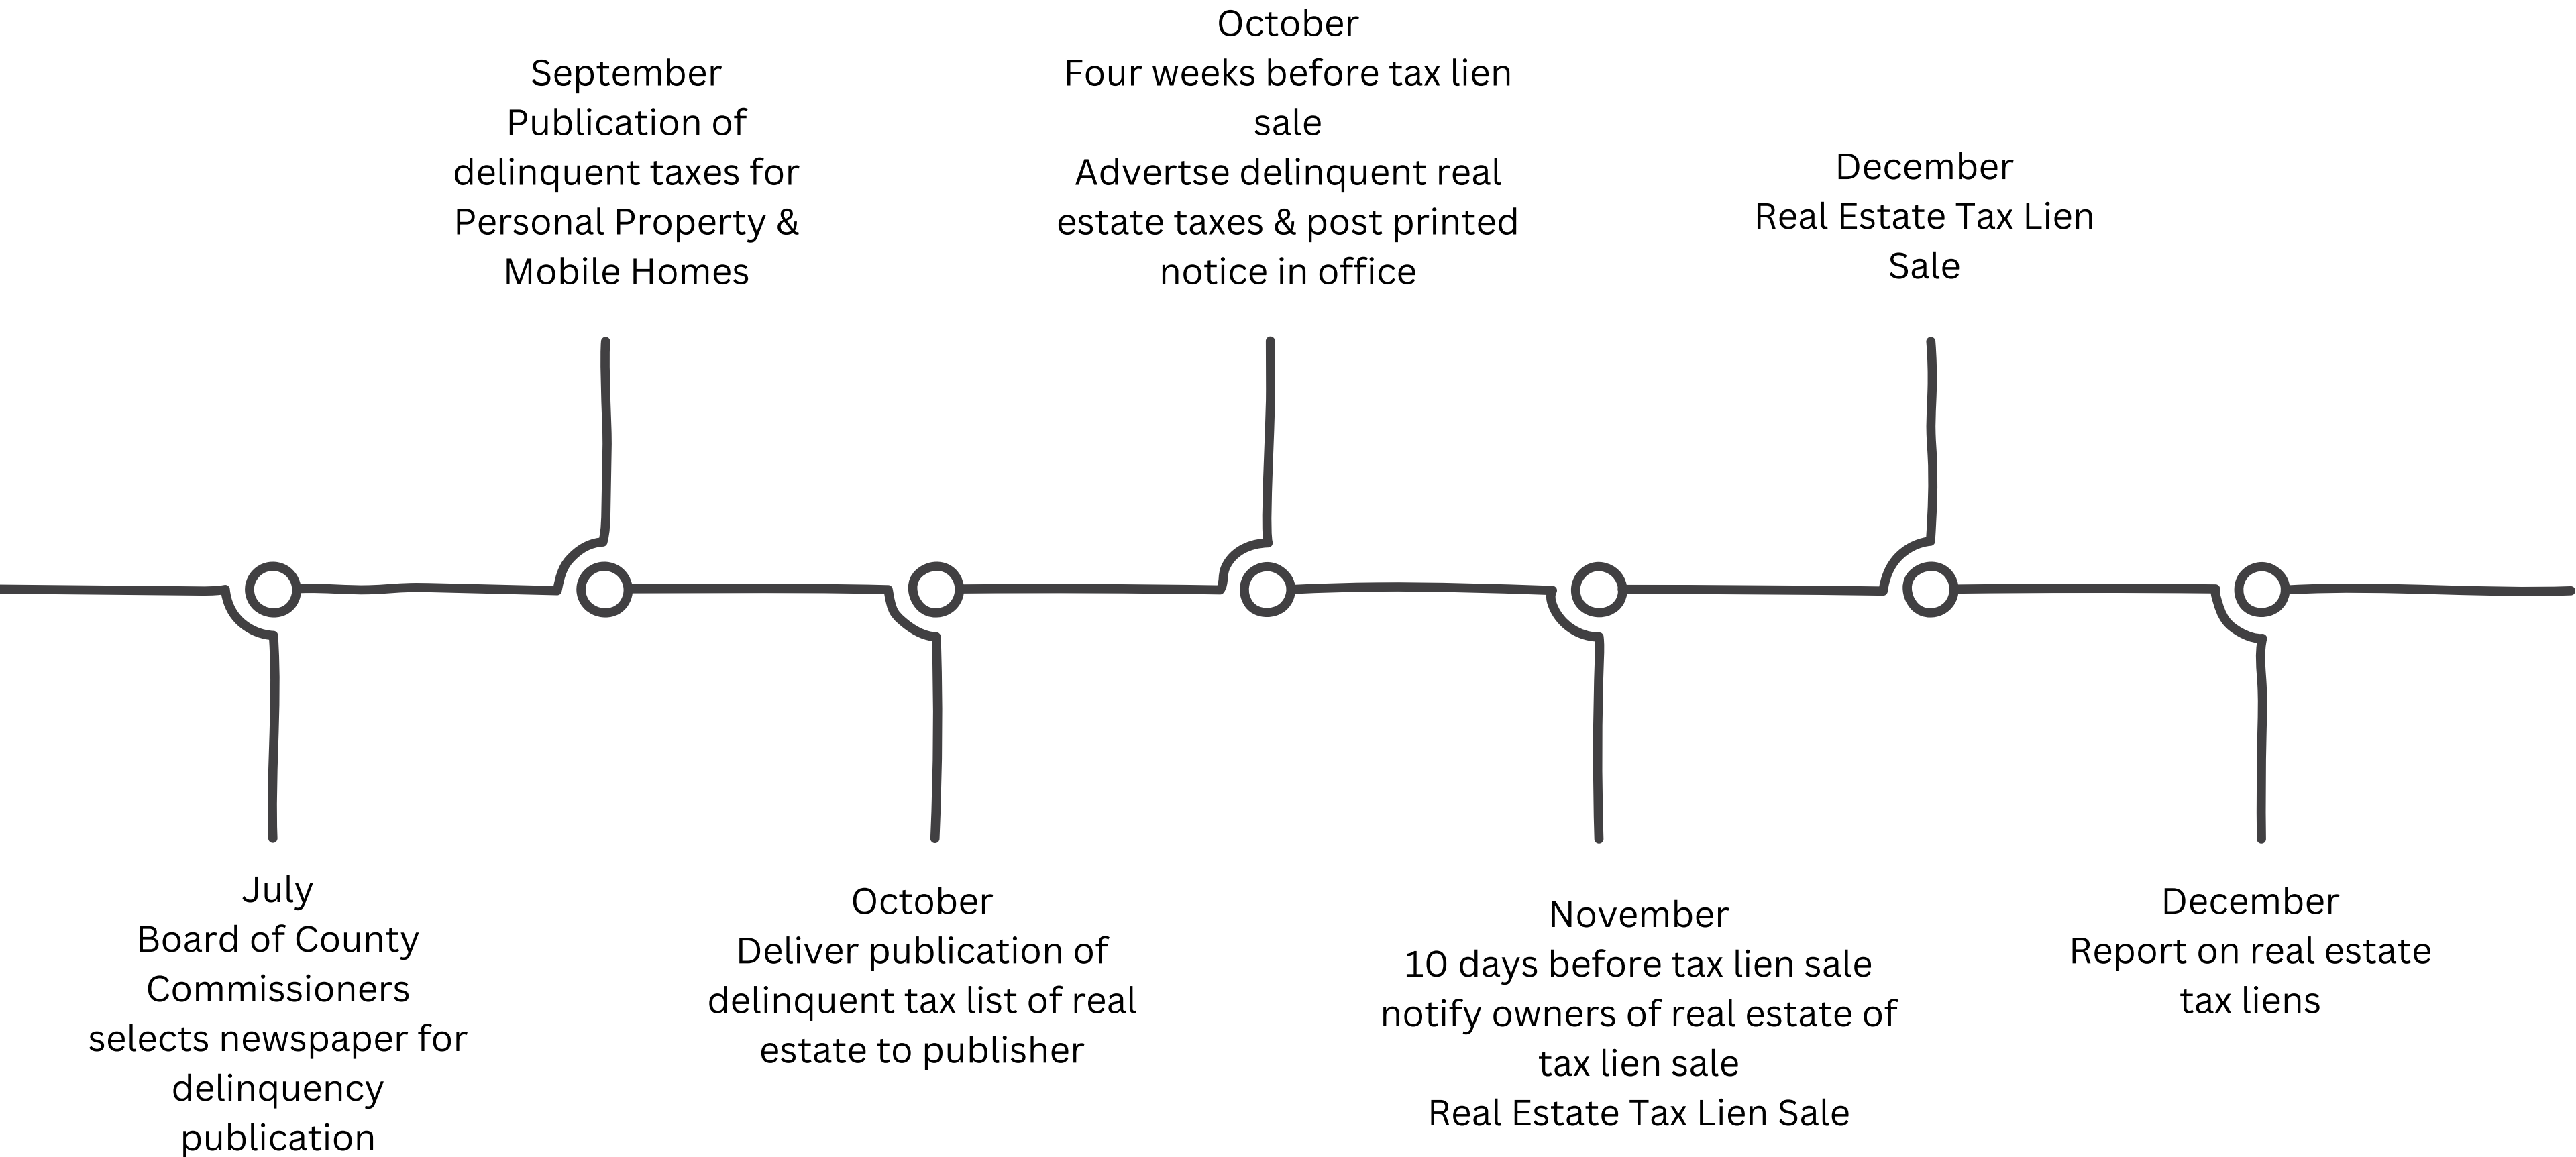 July
Board of County
Commissioners
selects newspaper for
delinquency
publication
September
Publication of
delinquent taxes for
Personal Property &
Mobile Homes
October
Deliver publication of
delinquent tax list of real
estate to publisher
October
Four weeks before tax lien
sale
Advertse delinquent real
estate taxes & post printed
notice in office
November
10 days before tax lien sale
notify owners of real estate of
tax lien sale
Real Estate Tax Lien Sale
December
Real Estate Tax Lien
Sale
December
Report on real estate
tax liens